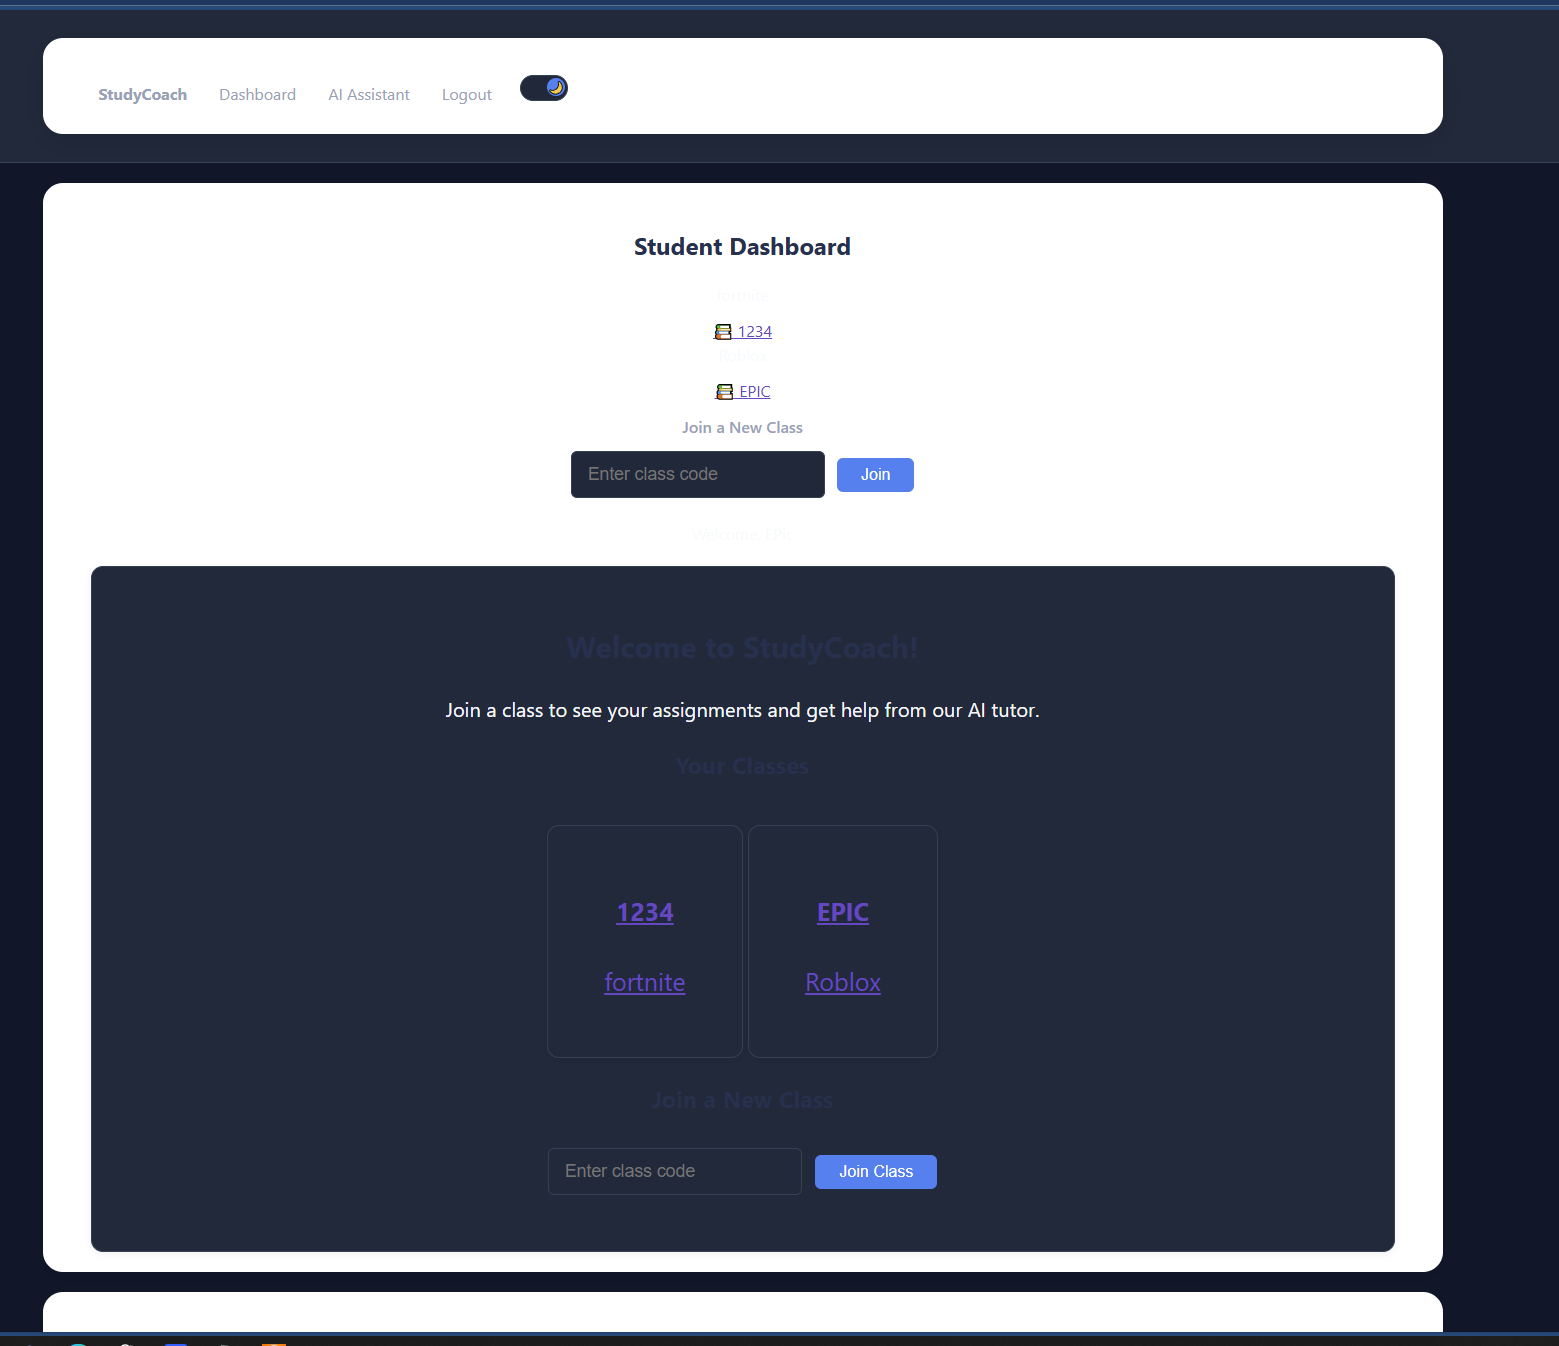 StudyCoach Dashboard AI Assistant Logout
Student Dashboard
fortnite
1234
Roblox
EPIC
Join a New Class
Enter class code Join
Welcome, EPic
Welcome to StudyCoach!
Join a class to see your assignments and get help from our AI tutor.
Your Classes
1234 EPIC
fortnite Roblox
Join a New Class
Enter class code Join Class